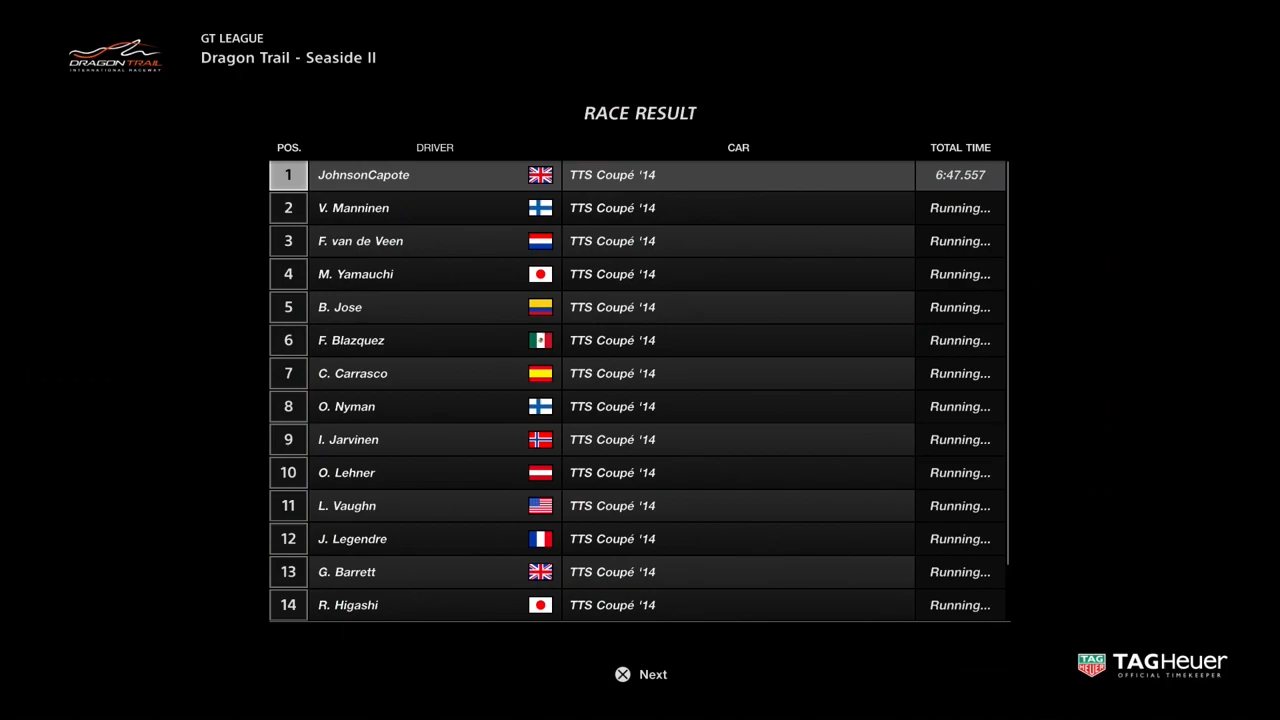 GT LEAGUE
Dragon Trail - Seaside II
DRAGON TRAIL
INTERNATIONAL RACEWAY
RACE RESULT
POS. DRIVER CAR TOTAL TIME
1 JohnsonCapote TTS Coupé '14 6:47.557
2 V. Manninen TTS Coupé '14 Running...
3 F. van de Veen TTS Coupé '14 Running...
4 M. Yamauchi TTS Coupé '14 Running...
5 B. Jose TTS Coupé '14 Running...
6 F. Blazquez TTS Coupé '14 Running...
7 C. Carrasco TTS Coupé '14 Running...
8 O. Nyman TTS Coupé '14 Running...
9 I. Jarvinen TTS Coupé '14 Running...
10 O. Lehner TTS Coupé '14 Running...
11 L. Vaughn TTS Coupé '14 Running...
12 J. Legendre TTS Coupé '14 Running...
13 G. Barrett TTS Coupé '14 Running...
14 R. Higashi TTS Coupé '14 Running...
Next
TAG HEUER TAGHeuer
OFFICIAL TIMEKEEPER